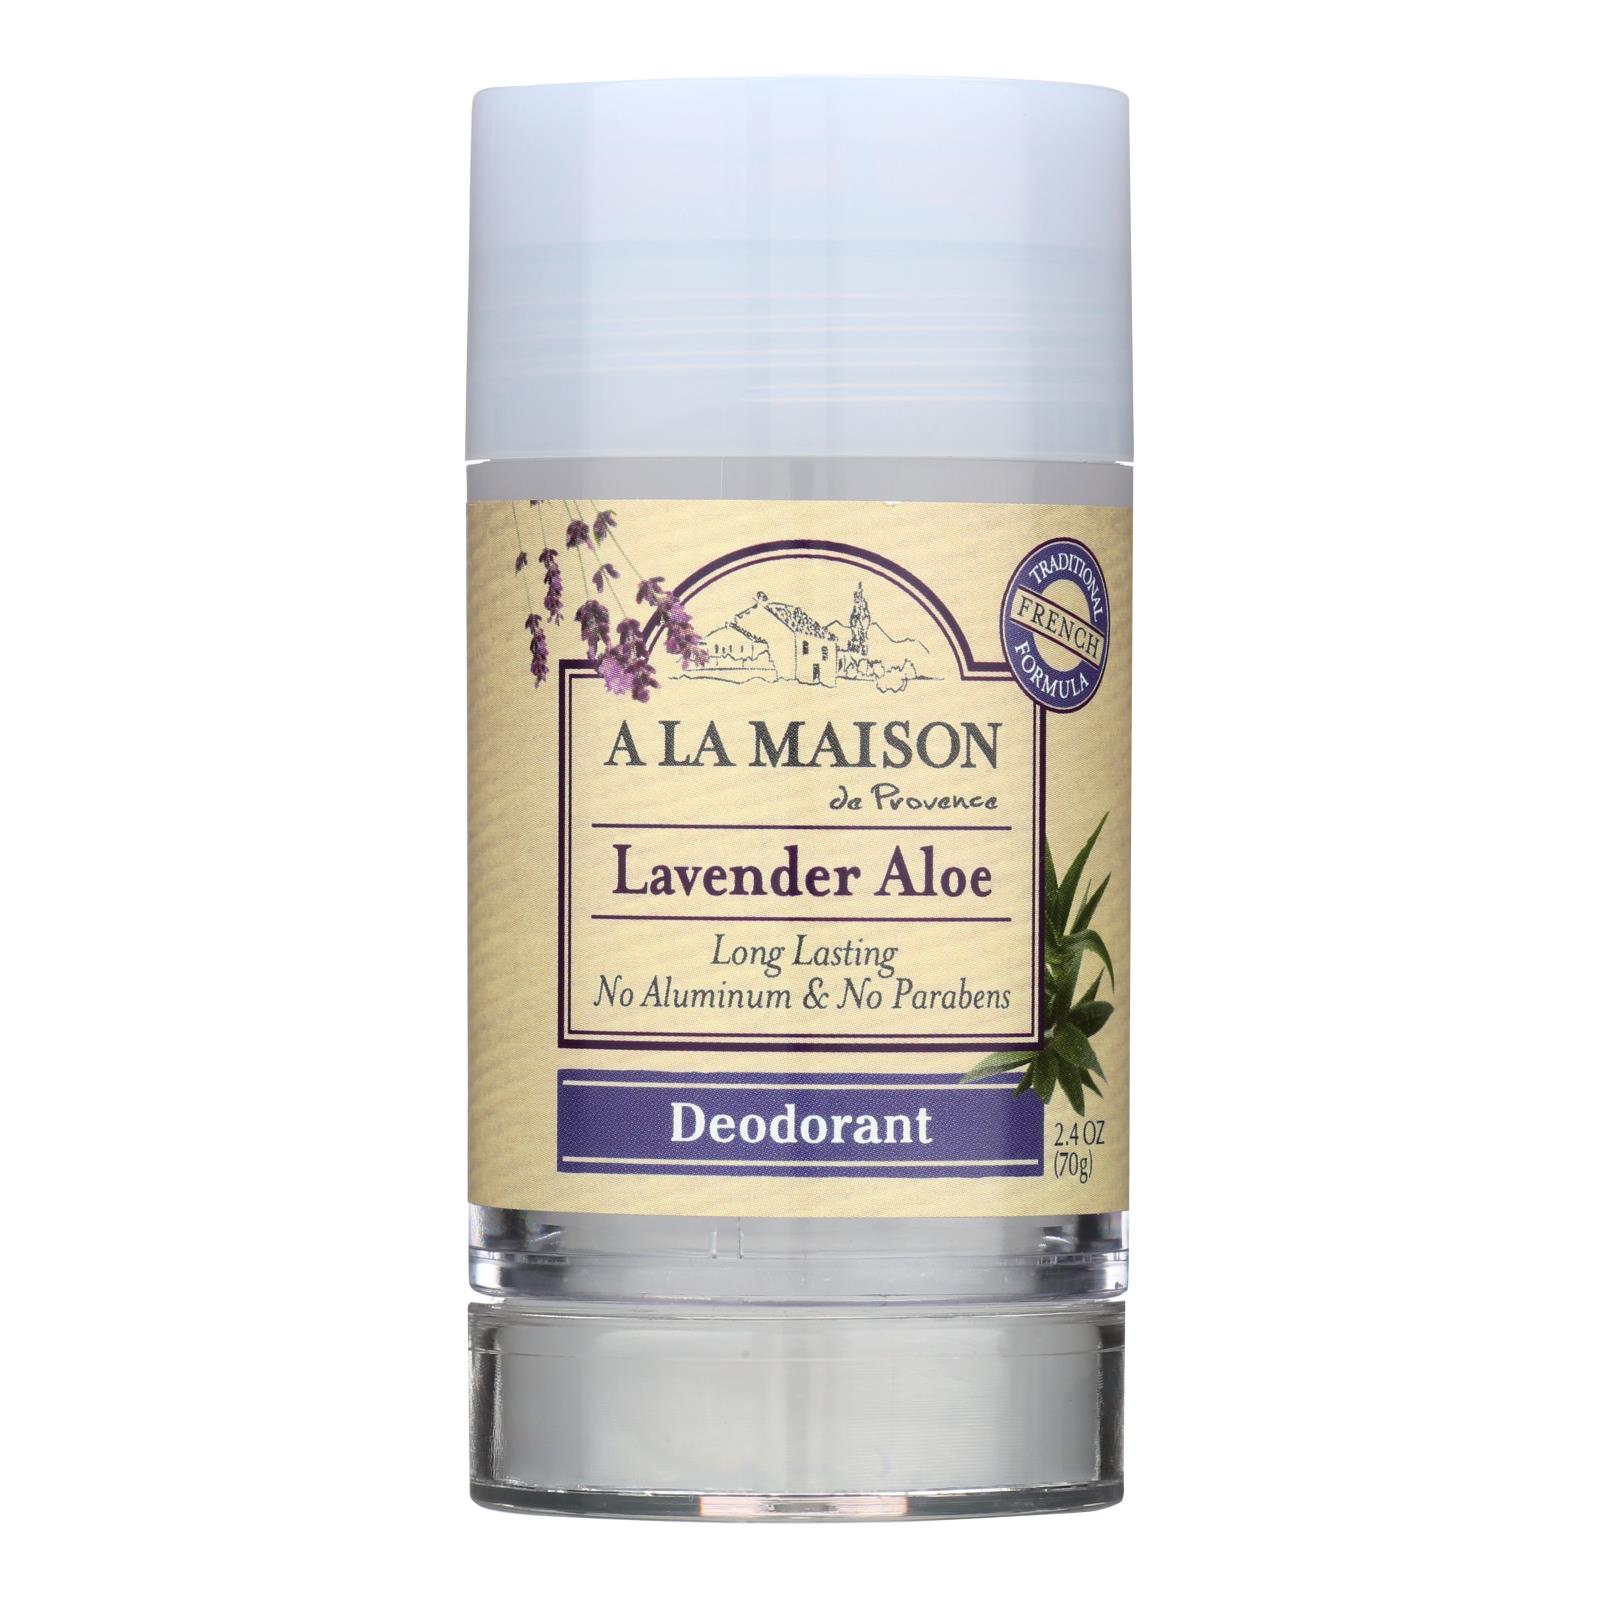 TRADITIONAL
FRENCH
FORMULA
A LA MAISON
de Provence
Lavender Aloe
Long Lasting
No Aluminum & No Parabens
Deodorant
2.4 OZ
(70g)